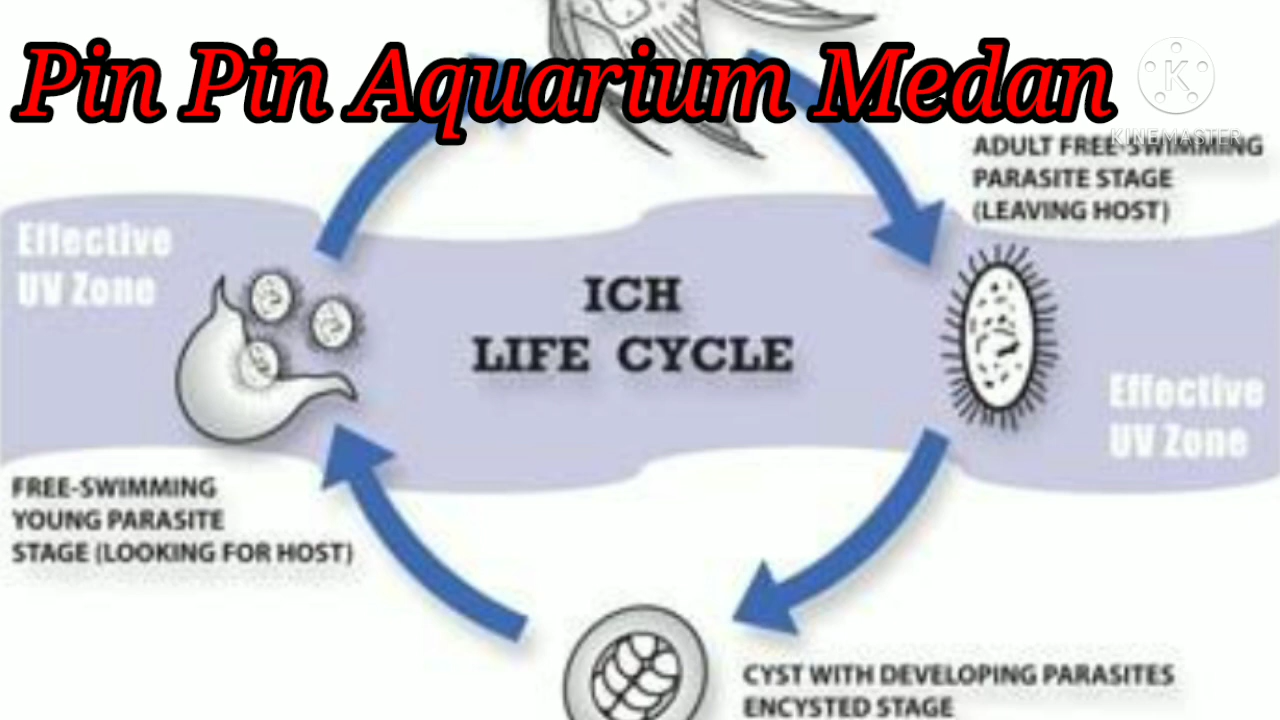 Pin Pin Aquarium Medan
K
KINEMASTER
ADULT FREE-SWIMMING
PARASITE STAGE
(LEAVING HOST)
Effective
UV Zone
ICH
LIFE CYCLE
Effective
UV Zone
FREE-SWIMMING
YOUNG PARASITE
STAGE (LOOKING FOR HOST)
CYST WITH DEVELOPING PARASITES
ENCYSTED STAGE